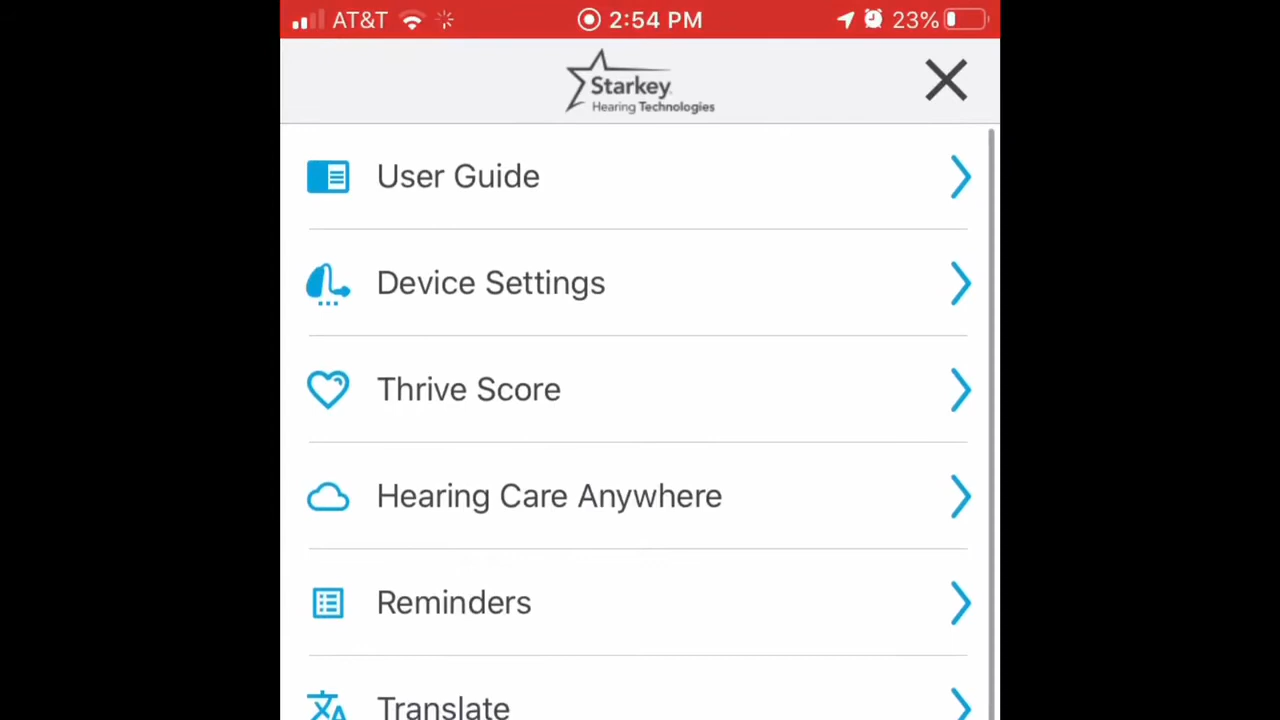 AT&T 2:54 PM 23%
Starkey
Hearing Technologies
User Guide
Device Settings
Thrive Score
Hearing Care Anywhere
Reminders
Translate